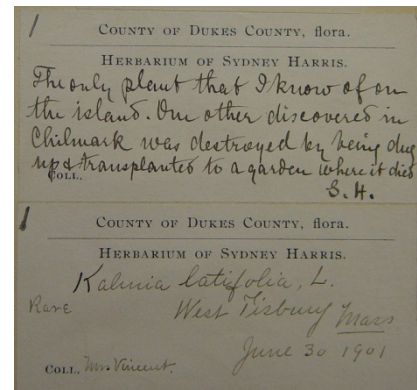 1
COUNTY OF DUKES COUNTY, flora.
HERBARIUM OF SYDNEY HARRIS.
The only plant that I know of on
the island. One other discovered in
Chilmark was destroyed by being dug
up & transplanted to a garden where it died
COLL.
S. H.
1
COUNTY OF DUKES COUNTY, flora.
HERBARIUM OF SYDNEY HARRIS.
Kalmia latifolia, L.
Rare
West Tisbury Mass
June 30 1901
COLL. Mrs Vincent.